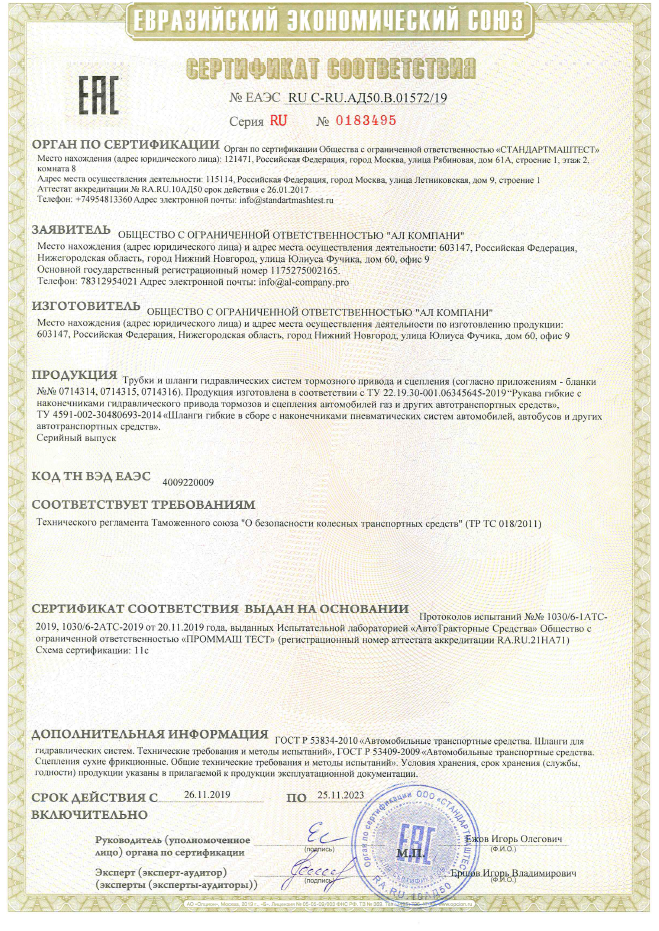 ЕВРАЗИЙСКИЙ ЭКОНОМИЧЕСКИЙ СОЮЗ
СЕРТИФИКАТ СООТВЕТСТВИЯ
ЕАС
№ ЕАЭС RU C-RU.АД50.В.01572/19
Серия RU № 0183495
ОРГАН ПО СЕРТИФИКАЦИИ Орган по сертификации Общества с ограниченной ответственностью «СТАНДАРТМАШТЕСТ»
Место нахождения (адрес юридического лица): 121471, Российская Федерация, город Москва, улица Рябиновая, дом 61А, строение 1, этаж 2,
комната 8
Адрес места осуществления деятельности: 115114, Российская Федерация, город Москва, улица Летниковская, дом 9, строение 1
Аттестат аккредитации № RA.RU.10АД50 срок действия с 26.01.2017
Телефон: +74954813360 Адрес электронной почты: info@standartmashtest.ru
ЗАЯВИТЕЛЬ ОБЩЕСТВО С ОГРАНИЧЕННОЙ ОТВЕТСТВЕННОСТЬЮ "АЛ КОМПАНИ"
Место нахождения (адрес юридического лица) и адрес места осуществления деятельности: 603147, Российская Федерация,
Нижегородская область, город Нижний Новгород, улица Юлиуса Фучика, дом 60, офис 9
Основной государственный регистрационный номер 1175275002165.
Телефон: 78312954021 Адрес электронной почты: info@al-company.pro
ИЗГОТОВИТЕЛЬ ОБЩЕСТВО С ОГРАНИЧЕННОЙ ОТВЕТСТВЕННОСТЬЮ "АЛ КОМПАНИ"
Место нахождения (адрес юридического лица) и адрес места осуществления деятельности по изготовлению продукции:
603147, Российская Федерация, Нижегородская область, город Нижний Новгород, улица Юлиуса Фучика, дом 60, офис 9
ПРОДУКЦИЯ Трубки и шланги гидравлических систем тормозного привода и сцепления (согласно приложениям - бланки
№№ 0714314, 0714315, 0714316). Продукция изготовлена в соответствии с ТУ 22.19.30-001.06345645-2019"Рукава гибкие с
наконечниками гидравлического привода тормозов и сцепления автомобилей газ и других автотранспортных средств»,
ТУ 4591-002-30480693-2014«Шланги гибкие в сборе с наконечниками пневматических систем автомобилей, автобусов и других
автотранспортных средств».
Серийный выпуск
КОД ТН ВЭД ЕАЭС 4009220009
СООТВЕТСТВУЕТ ТРЕБОВАНИЯМ
Технического регламента Таможенного союза "О безопасности колесных транспортных средств" (ТР ТС 018/2011)
СЕРТИФИКАТ СООТВЕТСТВИЯ ВЫДАН НА ОСНОВАНИИ Протоколов испытаний №№ 1030/6-1АТС-
2019, 1030/6-2АТС-2019 от 20.11.2019 года, выданных Испытательной лабораторией «АвтоТракторные Средства» Общество с
ограниченной ответственностью «ПРОММАШ ТЕСТ» (регистрационный номер аттестата аккредитации RA.RU.21НА71)
Схема сертификации: 11с
ДОПОЛНИТЕЛЬНАЯ ИНФОРМАЦИЯ ГОСТ Р 53834-2010 «Автомобильные транспортные средства. Шланги для
гидравлических систем. Технические требования и методы испытаний», ГОСТ Р 53409-2009 «Автомобильные транспортные средства.
Сцепления сухие фрикционные. Общие технические требования и методы испытаний». Условия хранения, срок хранения (службы,
годности) продукции указаны в прилагаемой к продукции эксплуатационной документации.
СРОК ДЕЙСТВИЯ С 26.11.2019 ПО 25.11.2023
ВКЛЮЧИТЕЛЬНО
Руководитель (уполномоченное
лицо) органа по сертификации
(подпись)
М.П.
Ежов Игорь Олегович
(Ф.И.О.)
Эксперт (эксперт-аудитор)
(эксперты (эксперты-аудиторы))
(подпись)
Ершов Игорь Владимирович
(Ф.И.О.)
Орган по сертификации ООО «СТАНДАРТМАШТЕСТ»
ЕАС
RA.RU.10АД50